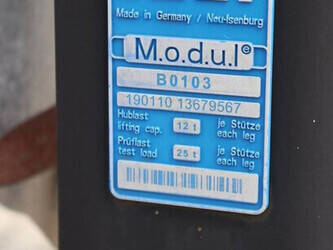 Made in Germany / Neu-Isenburg
M.o.d.u.l e
B0103
190110 13679567
Hublast je Stütze
lifting cap. 12 t each leg
Prüflast je Stütze
test load 25 t each leg